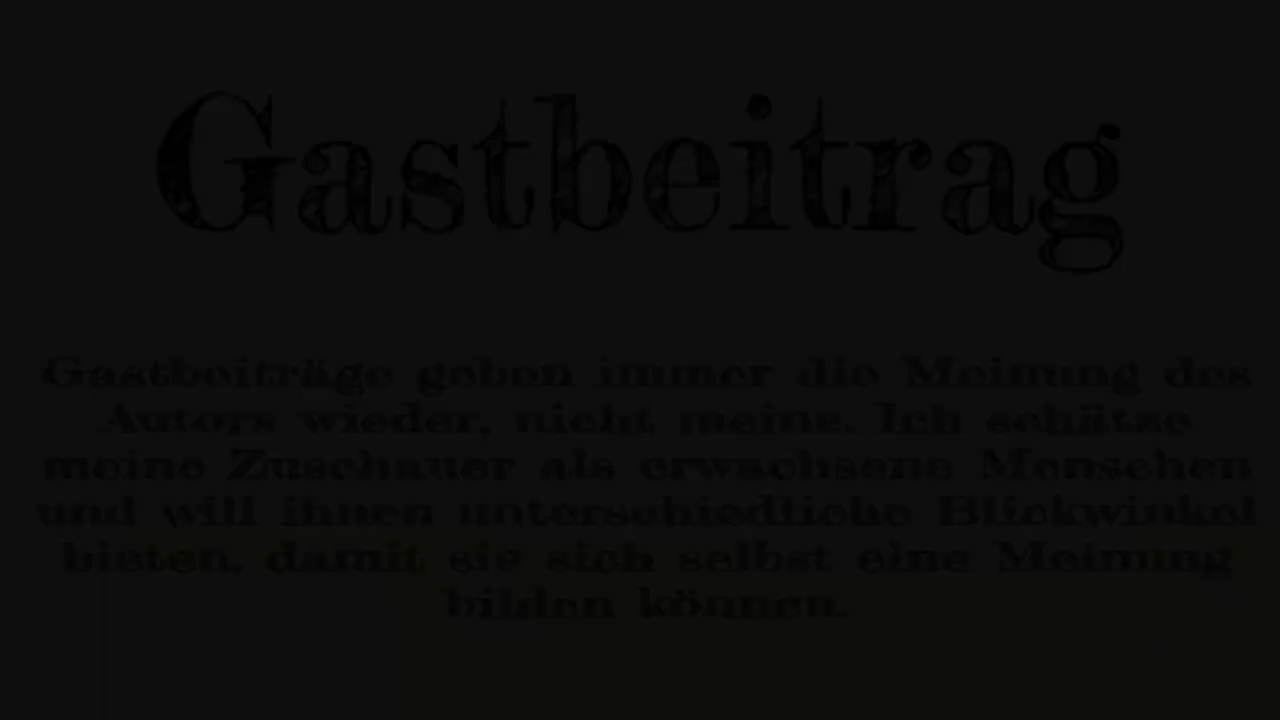 Gastbeitrag
Gastbeiträge geben immer die Meinung des
Autors wieder, nicht meine. Ich schätze
meine Zuschauer als erwachsene Menschen
und will ihnen unterschiedliche Blickwinkel
bieten, damit sie sich selbst eine Meinung
bilden können.